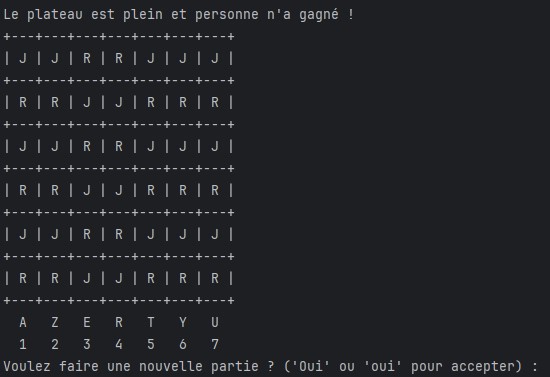 Le plateau est plein et personne n'a gagné !
+---+---+---+---+---+---+---+
| J | J | R | R | J | J | J |
+---+---+---+---+---+---+---+
| R | R | J | J | R | R | R |
+---+---+---+---+---+---+---+
| J | J | R | R | J | J | J |
+---+---+---+---+---+---+---+
| R | R | J | J | R | R | R |
+---+---+---+---+---+---+---+
| J | J | R | R | J | J | J |
+---+---+---+---+---+---+---+
| R | R | J | J | R | R | R |
+---+---+---+---+---+---+---+
  A   Z   E   R   T   Y   U
  1   2   3   4   5   6   7
Voulez faire une nouvelle partie ? ('Oui' ou 'oui' pour accepter) :